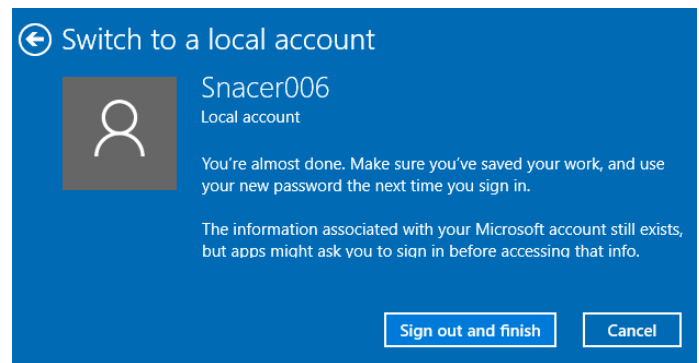 Switch to a local account
Snacer006
Local account
You're almost done. Make sure you've saved your work, and use
your new password the next time you sign in.
The information associated with your Microsoft account still exists,
but apps might ask you to sign in before accessing that info.
Sign out and finish
Cancel